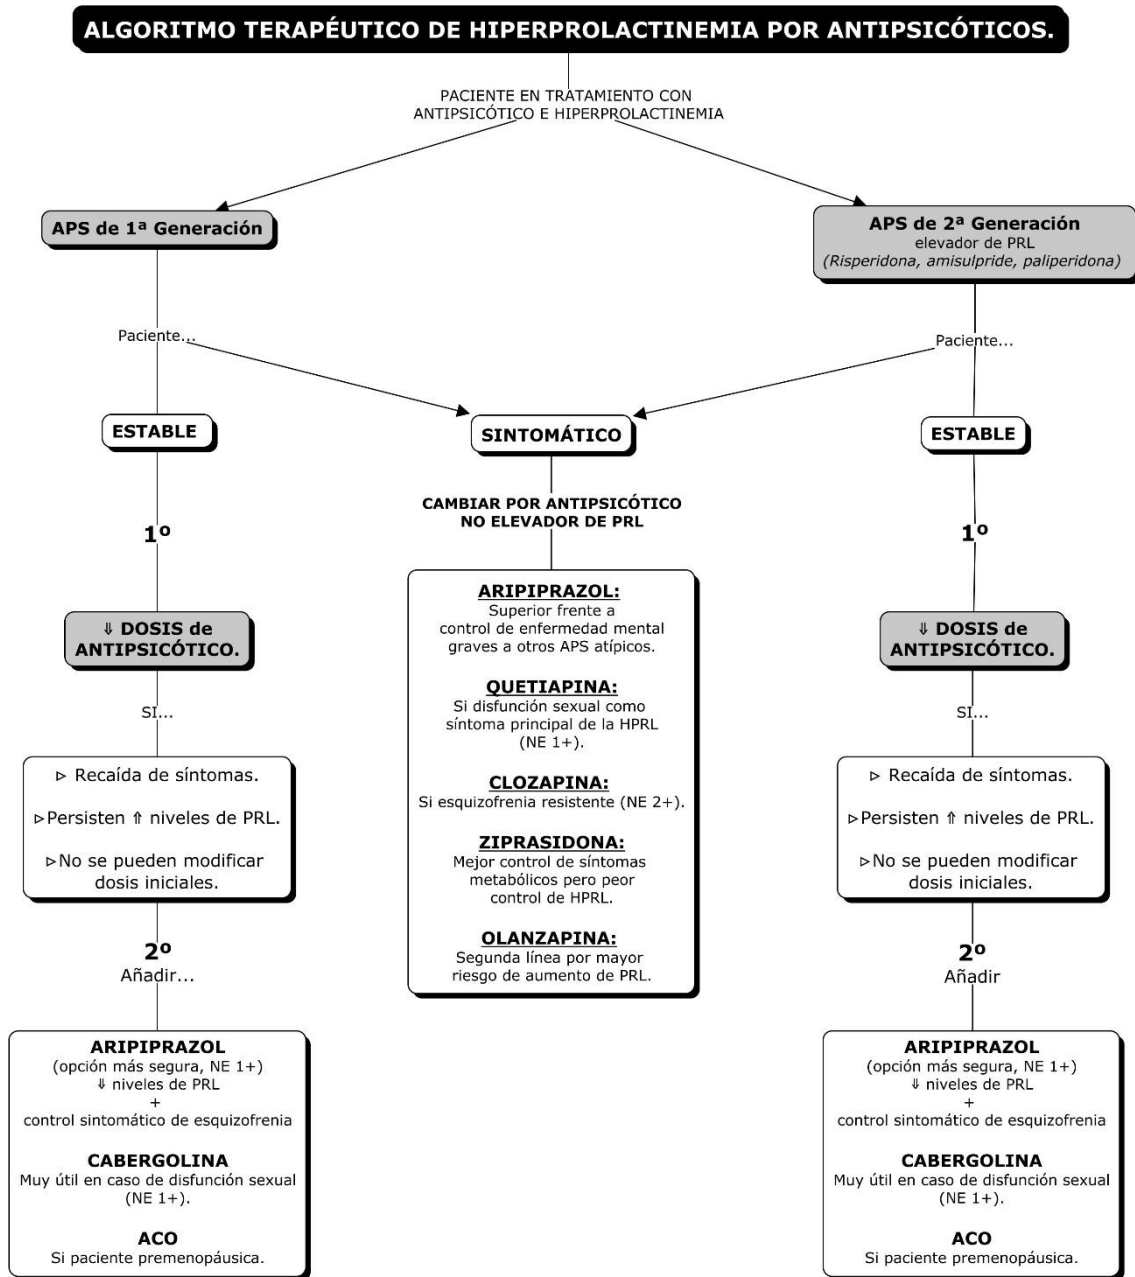 ALGORITMO TERAPÉUTICO DE HIPERPROLACTINEMIA POR ANTIPSICÓTICOS.
PACIENTE EN TRATAMIENTO CON
ANTIPSICÓTICO E HIPERPROLACTINEMIA
APS de 1ª Generación
APS de 2ª Generación
elevador de PRL
(Risperidona, amisulpride, paliperidona)
Paciente...
Paciente...
ESTABLE
SINTOMÁTICO
ESTABLE
1º
⇓ DOSIS de
ANTIPSICÓTICO.
SI...
▹ Recaída de síntomas.
▹Persisten ⇑ niveles de PRL.
▹No se pueden modificar
dosis iniciales.
2º
Añadir...
ARIPIPRAZOL
(opción más segura, NE 1+)
⇓ niveles de PRL
+
control sintomático de esquizofrenia
CABERGOLINA
Muy útil en caso de disfunción sexual
(NE 1+).
ACO
Si paciente premenopáusica.
CAMBIAR POR ANTIPSICÓTICO
NO ELEVADOR DE PRL
ARIPIPRAZOL:
Superior frente a
control de enfermedad mental
graves a otros APS atípicos.
QUETIAPINA:
Si disfunción sexual como
síntoma principal de la HPRL
(NE 1+).
CLOZAPINA:
Si esquizofrenia resistente (NE 2+).
ZIPRASIDONA:
Mejor control de síntomas
metabólicos pero peor
control de HPRL.
OLANZAPINA:
Segunda línea por mayor
riesgo de aumento de PRL.
1º
⇓ DOSIS de
ANTIPSICÓTICO.
SI...
▹ Recaída de síntomas.
▹Persisten ⇑ niveles de PRL.
▹No se pueden modificar
dosis iniciales.
2º
Añadir
ARIPIPRAZOL
(opción más segura, NE 1+)
⇓ niveles de PRL
+
control sintomático de esquizofrenia
CABERGOLINA
Muy útil en caso de disfunción sexual
(NE 1+).
ACO
Si paciente premenopáusica.